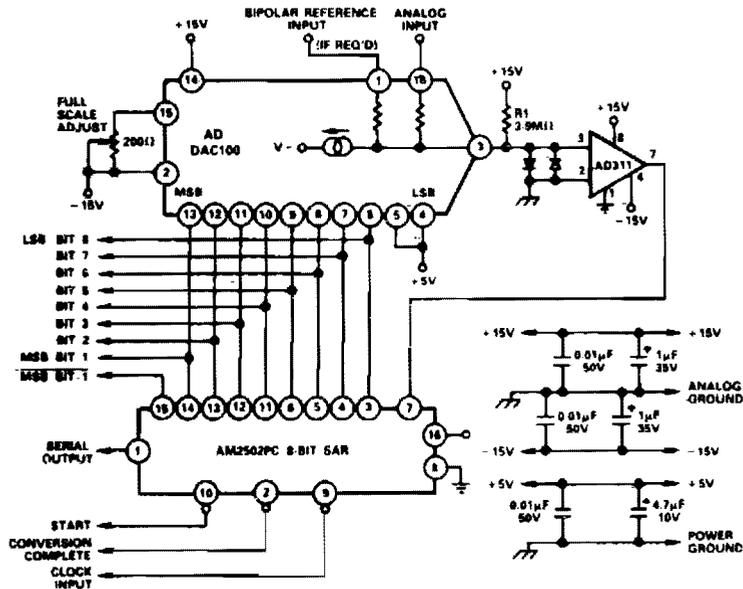 BIPOLAR REFERENCE INPUT
(IF REQ'D)
ANALOG INPUT
+15V
14
1
18
+15V
FULL SCALE ADJUST
200Ω
15
2
-15V
AD DAC100
V-
3
R1
3.9MΩ
+15V
3
8
AD311
7
2
1
4
-15V
MSB
LSB
13
12
11
10
9
8
7
6
5
4
+5V
LSB BIT 8
BIT 7
BIT 6
BIT 5
BIT 4
BIT 3
BIT 2
MSB BIT 1
MSB BIT-1
15
14
13
12
11
6
5
4
3
7
SERIAL OUTPUT
1
AM2502PC 8-BIT SAR
16
8
10
2
9
START
CONVERSION COMPLETE
CLOCK INPUT
+15V
+15V
0.01µF 50V
1µF 35V
ANALOG GROUND
0.01µF 50V
1µF 35V
-15V
-15V
+5V
+5V
0.01µF 50V
4.7µF 10V
POWER GROUND